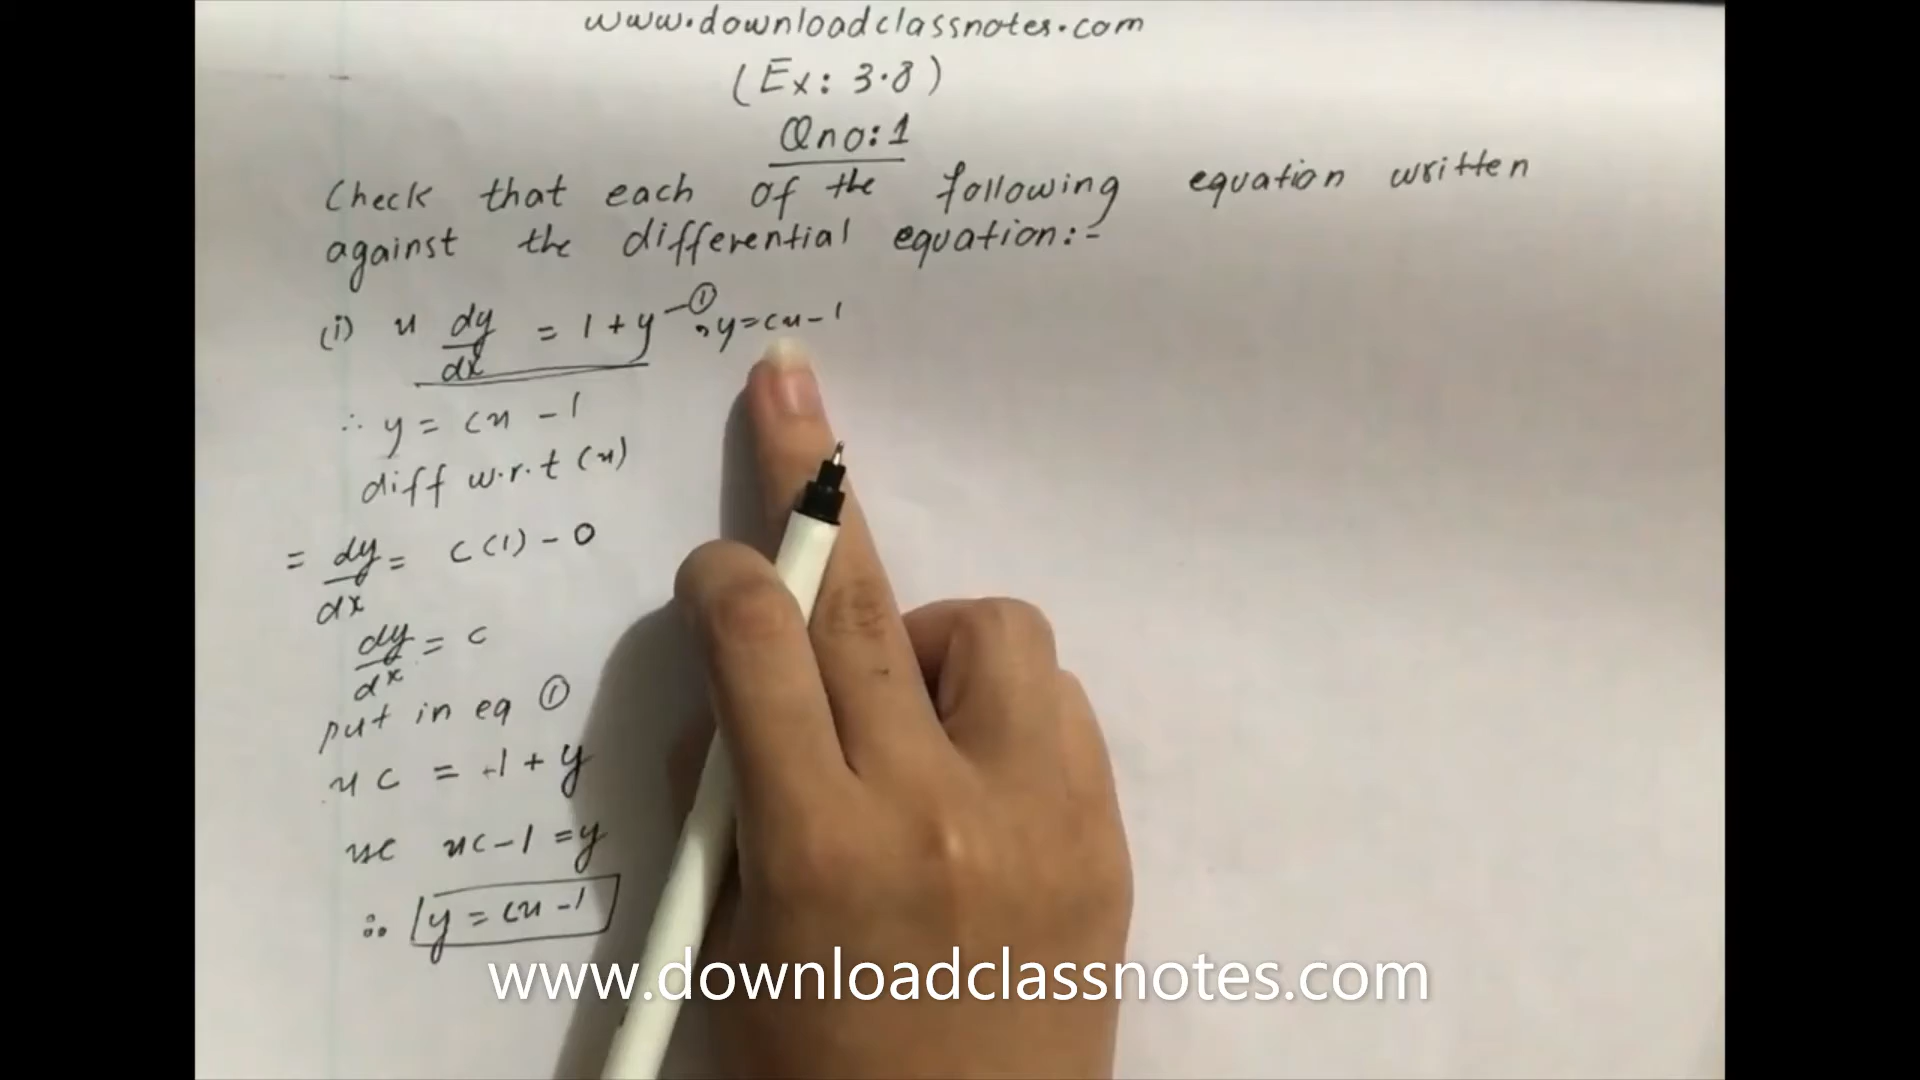 www.downloadclassnotes.com
(Ex: 3.8)
Qno:1
Check that each of the following equation written
against the differential equation:-
(i) x dy/dx = 1 + y —① , y = cx - 1
∴ y = cx - 1
diff w.r.t (x)
= dy/dx = c(1) - 0
dy/dx = c
put in eq ①
xc = 1 + y
xc xc - 1 = y
∴ y = cx - 1
www.downloadclassnotes.com